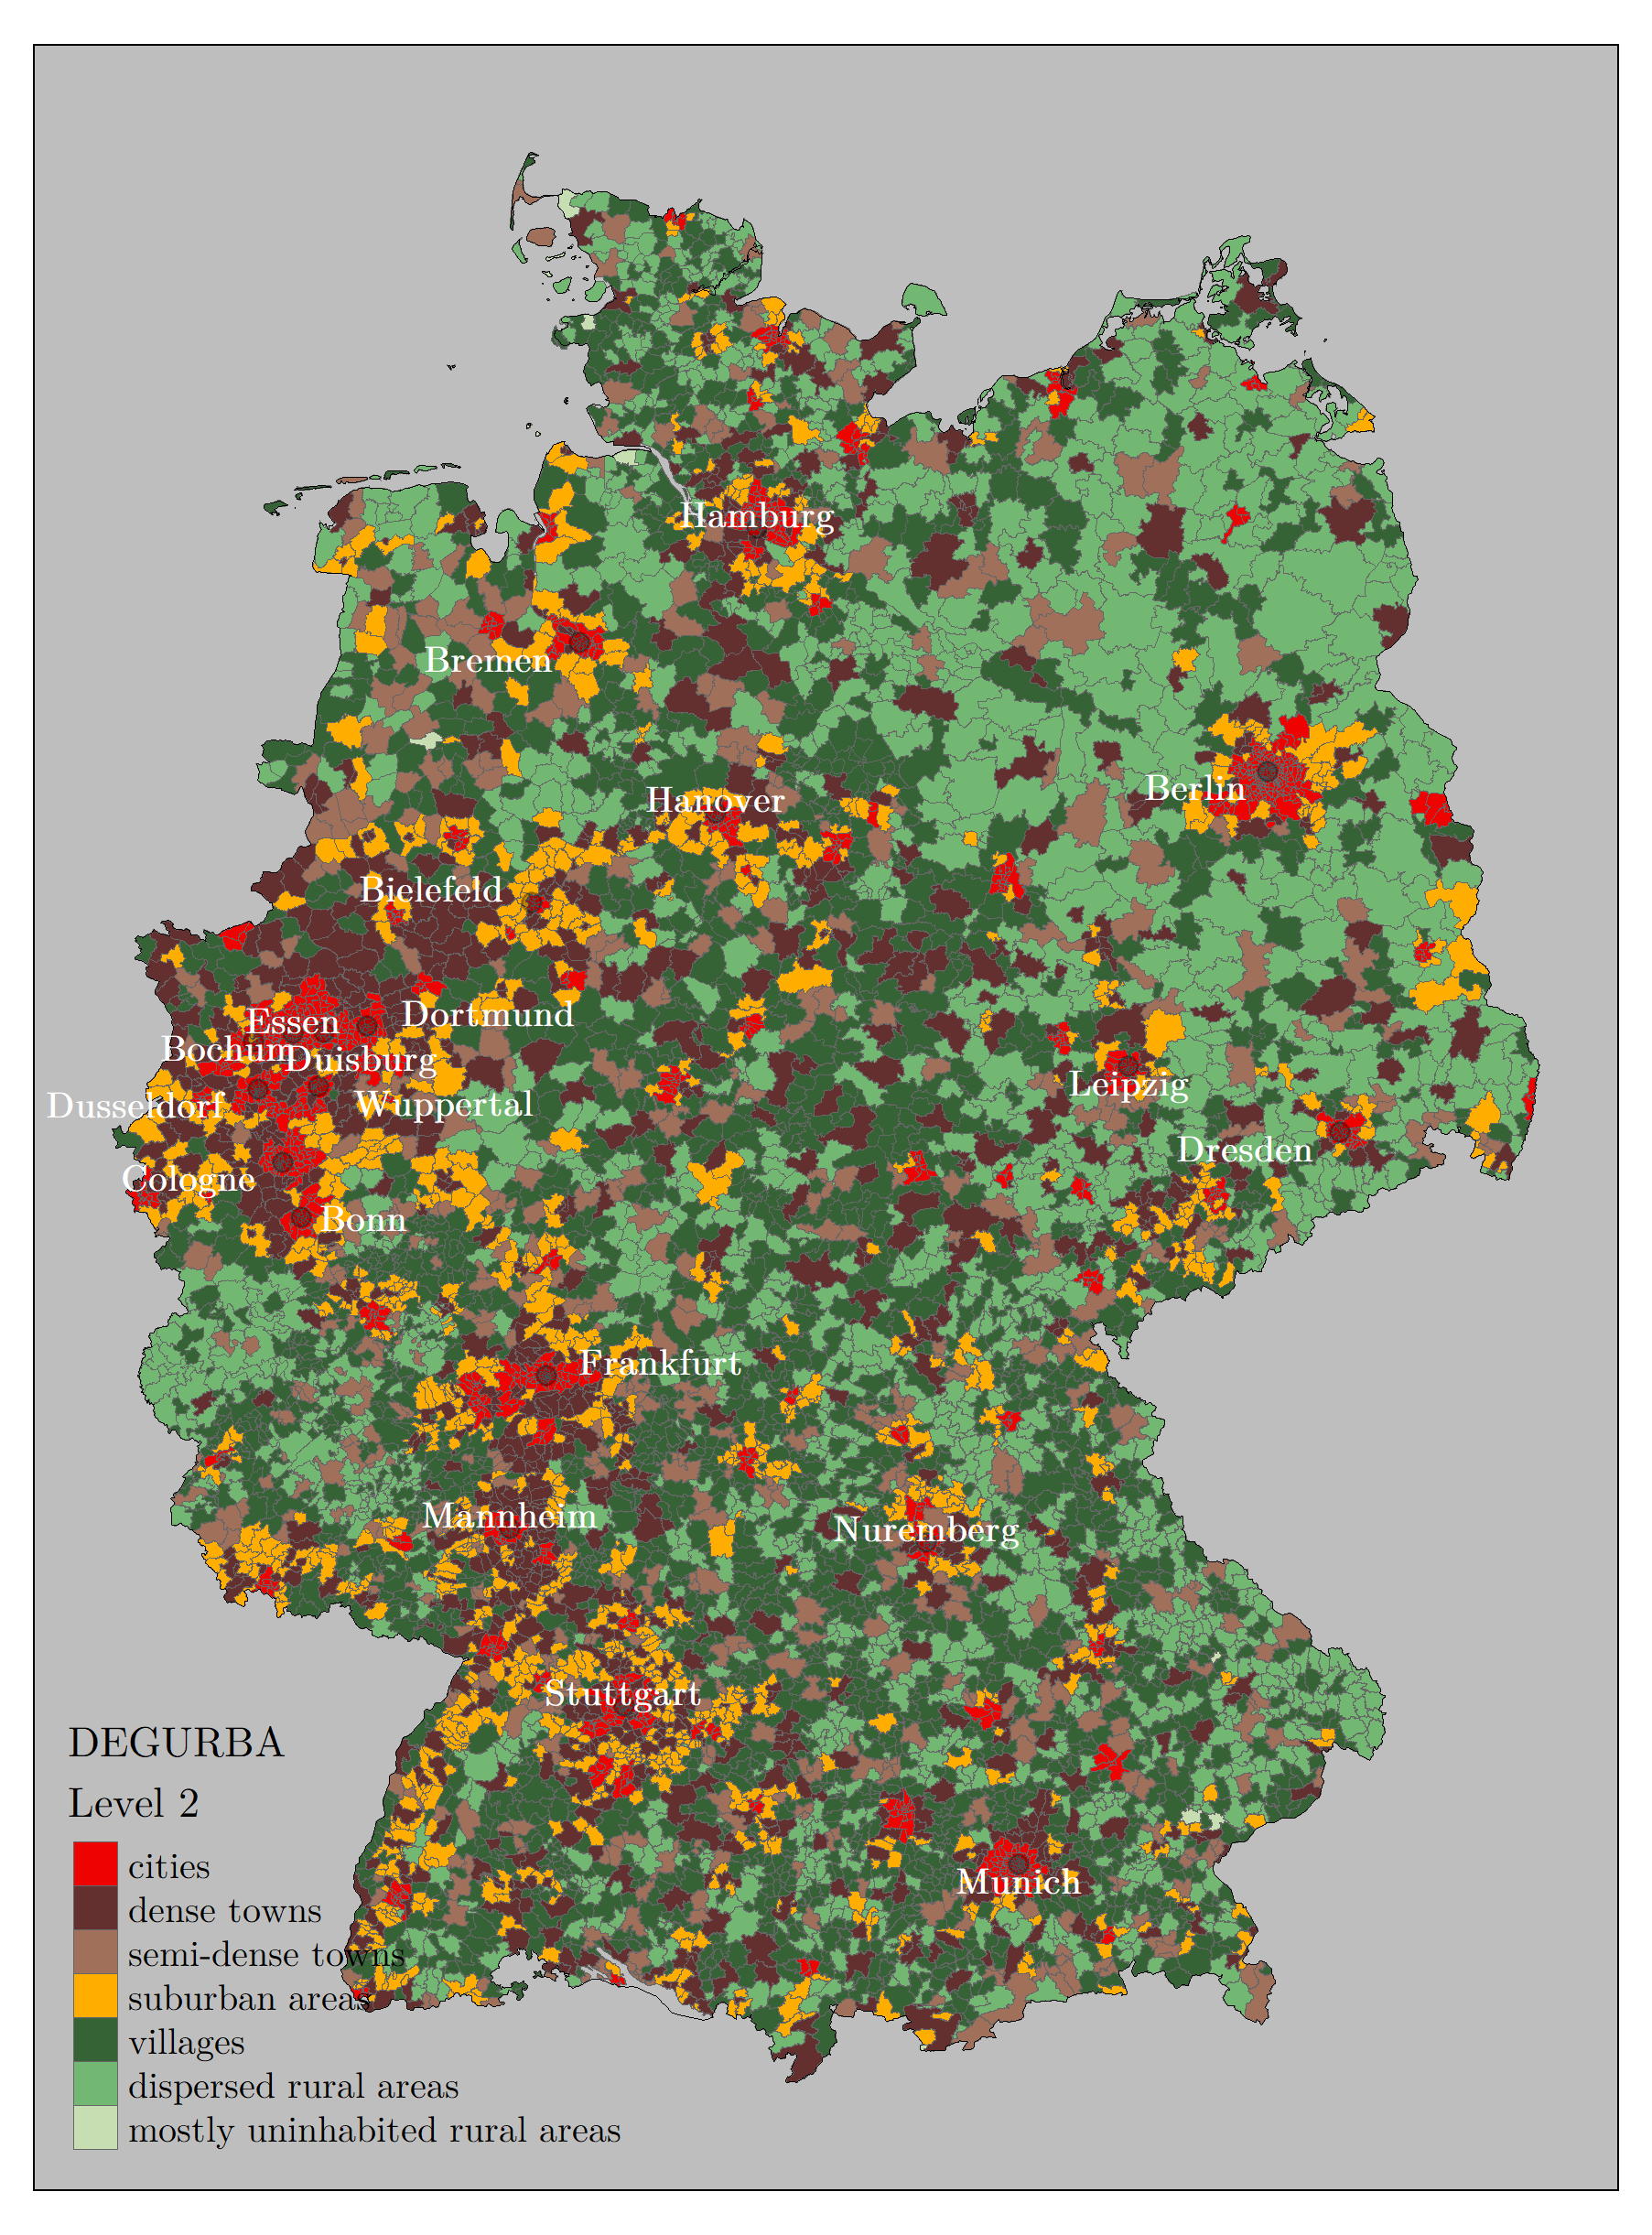 Hamburg
Bremen
Berlin
Hanover
Bielefeld
Dortmund
Essen
Bochum
Duisburg
Leipzig
Dusseldorf
Wuppertal
Dresden
Cologne
Bonn
Frankfurt
Mannheim
Nuremberg
Stuttgart
Munich
DEGURBA
Level 2
cities
dense towns
semi-dense towns
suburban areas
villages
dispersed rural areas
mostly uninhabited rural areas